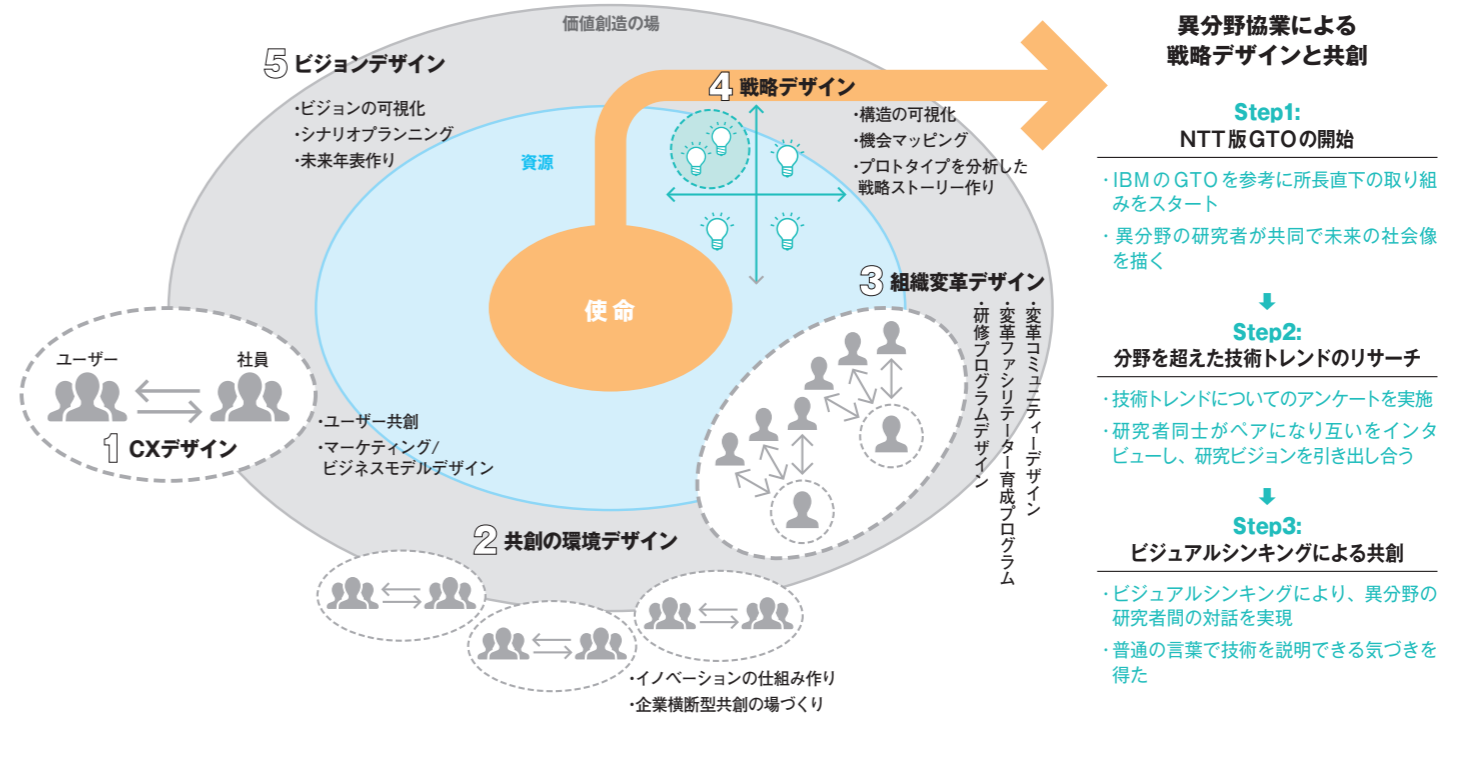 価値創造の場
5 ビジョンデザイン
・ビジョンの可視化
・シナリオプランニング
・未来年表作り
資源
4 戦略デザイン
・構造の可視化
・機会マッピング
・プロトタイプを分析した
戦略ストーリー作り
使命
3 組織変革デザイン
・変革コミュニティーデザイン
・変革ファシリテーター育成プログラム
・研修プログラムデザイン
ユーザー
社員
1 CXデザイン
・ユーザー共創
・マーケティング/
ビジネスモデルデザイン
2 共創の環境デザイン
・イノベーションの仕組み作り
・企業横断型共創の場づくり
異分野協業による
戦略デザインと共創
Step1:
NTT版GTOの開始
・IBMのGTOを参考に所長直下の取り組
みをスタート
・異分野の研究者が共同で未来の社会像
を描く
Step2:
分野を超えた技術トレンドのリサーチ
・技術トレンドについてのアンケートを実施
・研究者同士がペアになり互いをインタ
ビューし、研究ビジョンを引き出し合う
Step3:
ビジュアルシンキングによる共創
・ビジュアルシンキングにより、異分野の
研究者間の対話を実現
・普通の言葉で技術を説明できる気づきを
得た